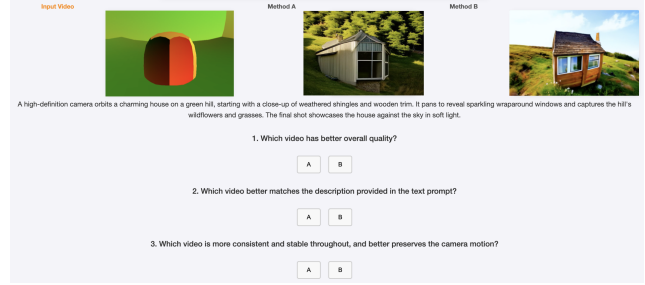 Input Video
Method A
Method B
A high-definition camera orbits a charming house on a green hill, starting with a close-up of weathered shingles and wooden trim. It pans to reveal sparkling wraparound windows and captures the hill's
wildflowers and grasses. The final shot showcases the house against the sky in soft light.
1. Which video has better overall quality?
A
B
2. Which video better matches the description provided in the text prompt?
A
B
3. Which video is more consistent and stable throughout, and better preserves the camera motion?
A
B